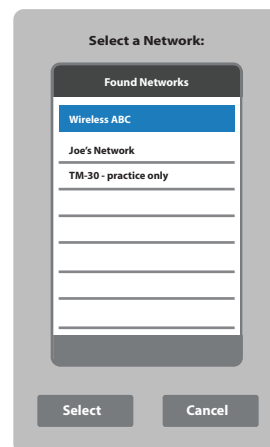 Select a Network:
Found Networks
Wireless ABC
Joe's Network
TM-30 - practice only
Select Cancel